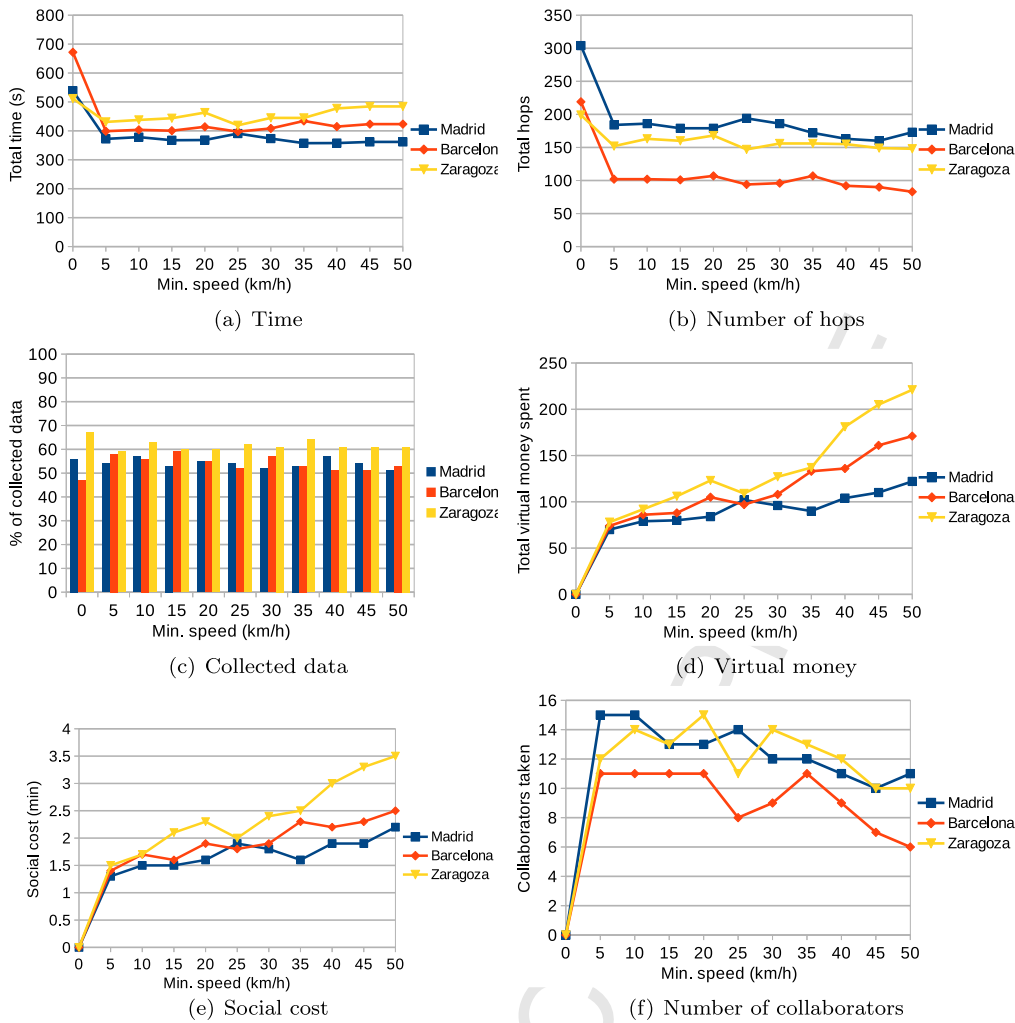 800
700
600
500
400
300
200
100
0
Total time (s)
0 5 10 15 20 25 30 35 40 45 50
Min. speed (km/h)
Madrid
Barcelona
Zaragoza
(a) Time
350
300
250
200
150
100
50
0
Total hops
0 5 10 15 20 25 30 35 40 45 50
Min. speed (km/h)
Madrid
Barcelona
Zaragoza
(b) Number of hops
100
90
80
70
60
50
40
30
20
10
0
% of collected data
0 5 10 15 20 25 30 35 40 45 50
Min. speed (km/h)
Madrid
Barcelona
Zaragoza
(c) Collected data
250
200
150
100
50
0
Total virtual money spent
0 5 10 15 20 25 30 35 40 45 50
Min. speed (km/h)
Madrid
Barcelona
Zaragoza
(d) Virtual money
4
3.5
3
2.5
2
1.5
1
0.5
0
Social cost (min)
0 5 10 15 20 25 30 35 40 45 50
Min. speed (km/h)
Madrid
Barcelona
Zaragoza
(e) Social cost
16
14
12
10
8
6
4
2
0
Collaborators taken
0 5 10 15 20 25 30 35 40 45 50
Min. speed (km/h)
Madrid
Barcelona
Zaragoza
(f) Number of collaborators